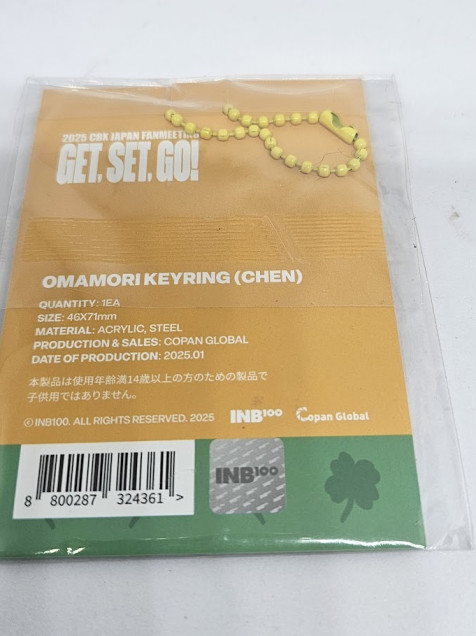 2025 CBX JAPAN FANMEETING
GET, SET, GO!
OMAMORI KEYRING (CHEN)
QUANTITY: 1EA
SIZE: 46X71mm
MATERIAL: ACRYLIC, STEEL
PRODUCTION & SALES: COPAN GLOBAL
DATE OF PRODUCTION: 2025.01
本製品は使用年齢満14歳以上の方のための製品で
子供用ではありません。
ⓒ INB100. ALL RIGHTS RESERVED. 2025 INB100 Copan Global
INB100
8 800287 324361 >